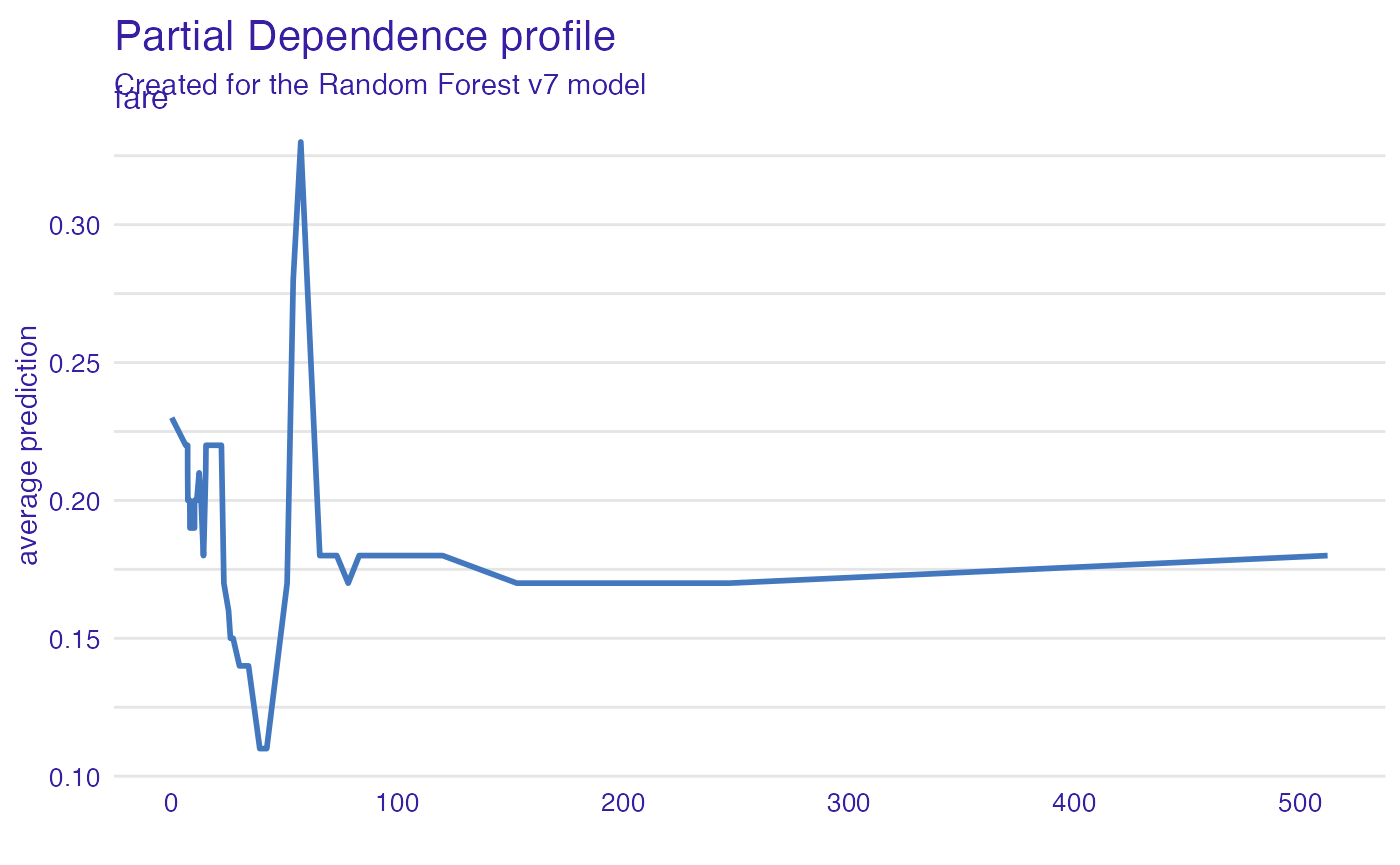 Partial Dependence profile
Created for the Random Forest v7 model
fare
average prediction
0.30
0.25
0.20
0.15
0.10
0 100 200 300 400 500